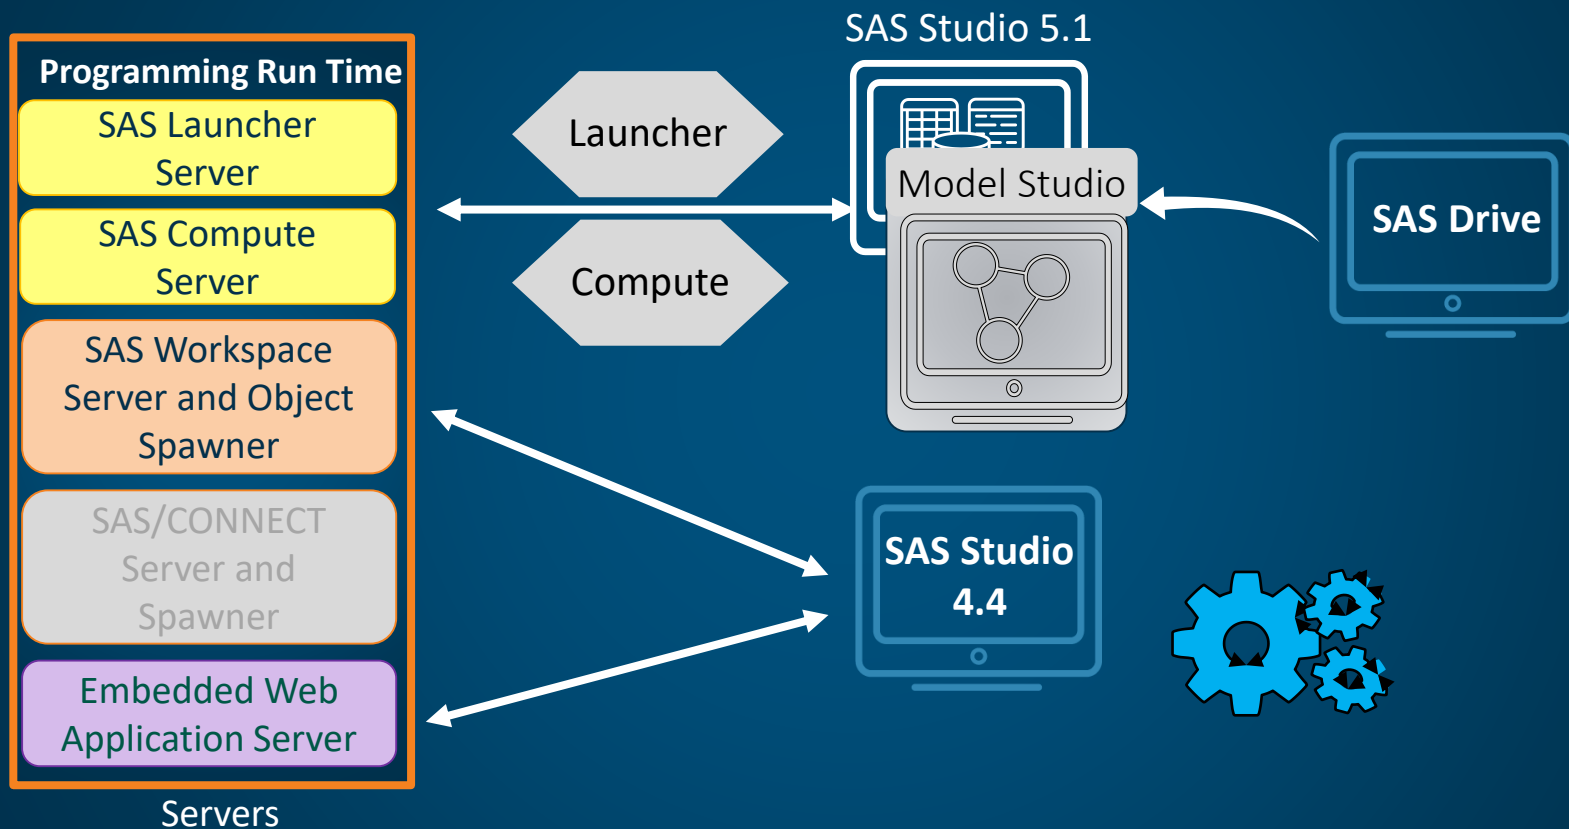 SAS Studio 5.1
Programming Run Time
SAS Launcher
Server
SAS Compute
Server
SAS Workspace
Server and Object
Spawner
SAS/CONNECT
Server and
Spawner
Embedded Web
Application Server
Servers
Launcher
Compute
Model Studio
SAS Drive
SAS Studio
4.4